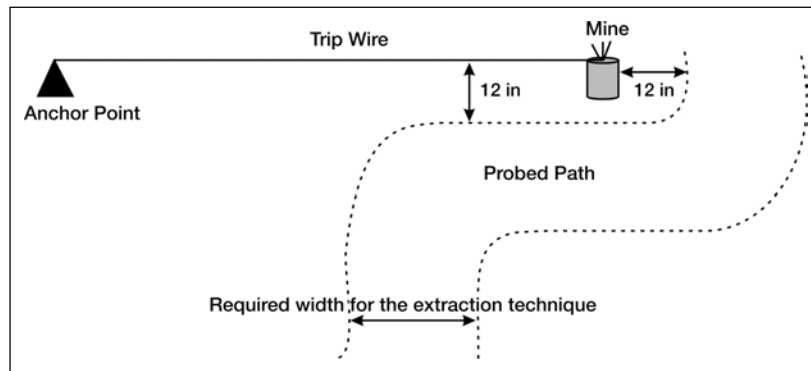 Trip Wire
Mine
12 in
12 in
Anchor Point
Probed Path
Required width for the extraction technique